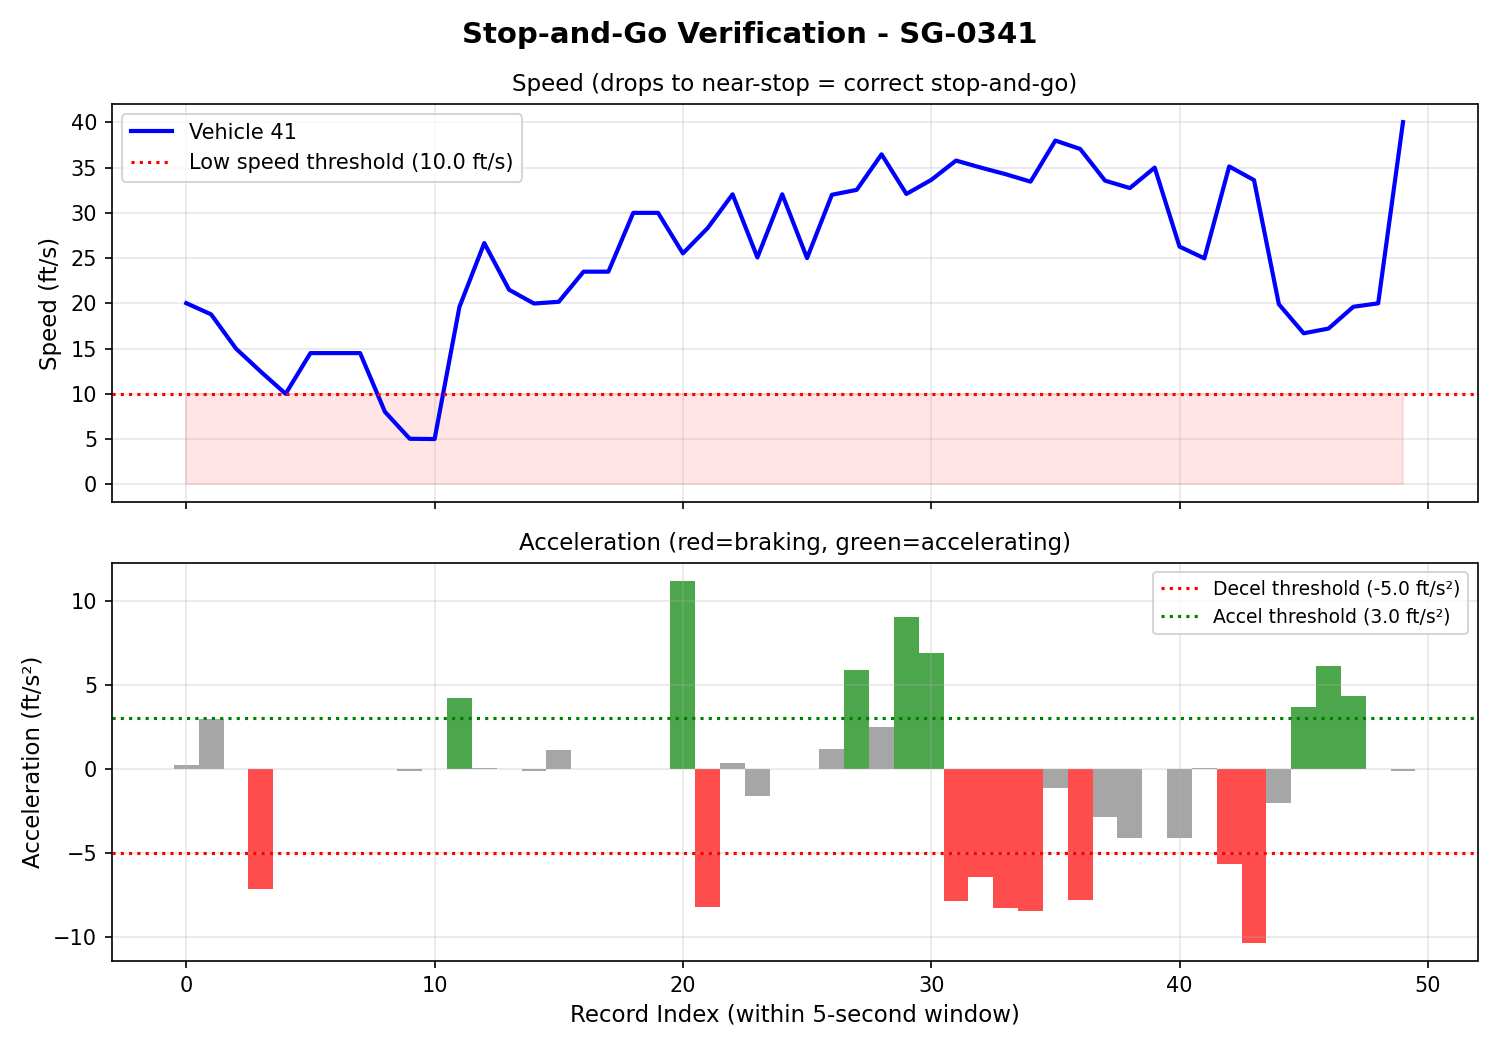 Stop-and-Go Verification - SG-0341
Speed (drops to near-stop = correct stop-and-go)
Speed (ft/s)
40
35
30
25
20
15
10
5
0
Vehicle 41
Low speed threshold (10.0 ft/s)
Acceleration (red=braking, green=accelerating)
Acceleration (ft/s²)
10
5
0
−5
−10
Decel threshold (-5.0 ft/s²)
Accel threshold (3.0 ft/s²)
0 10 20 30 40 50
Record Index (within 5-second window)